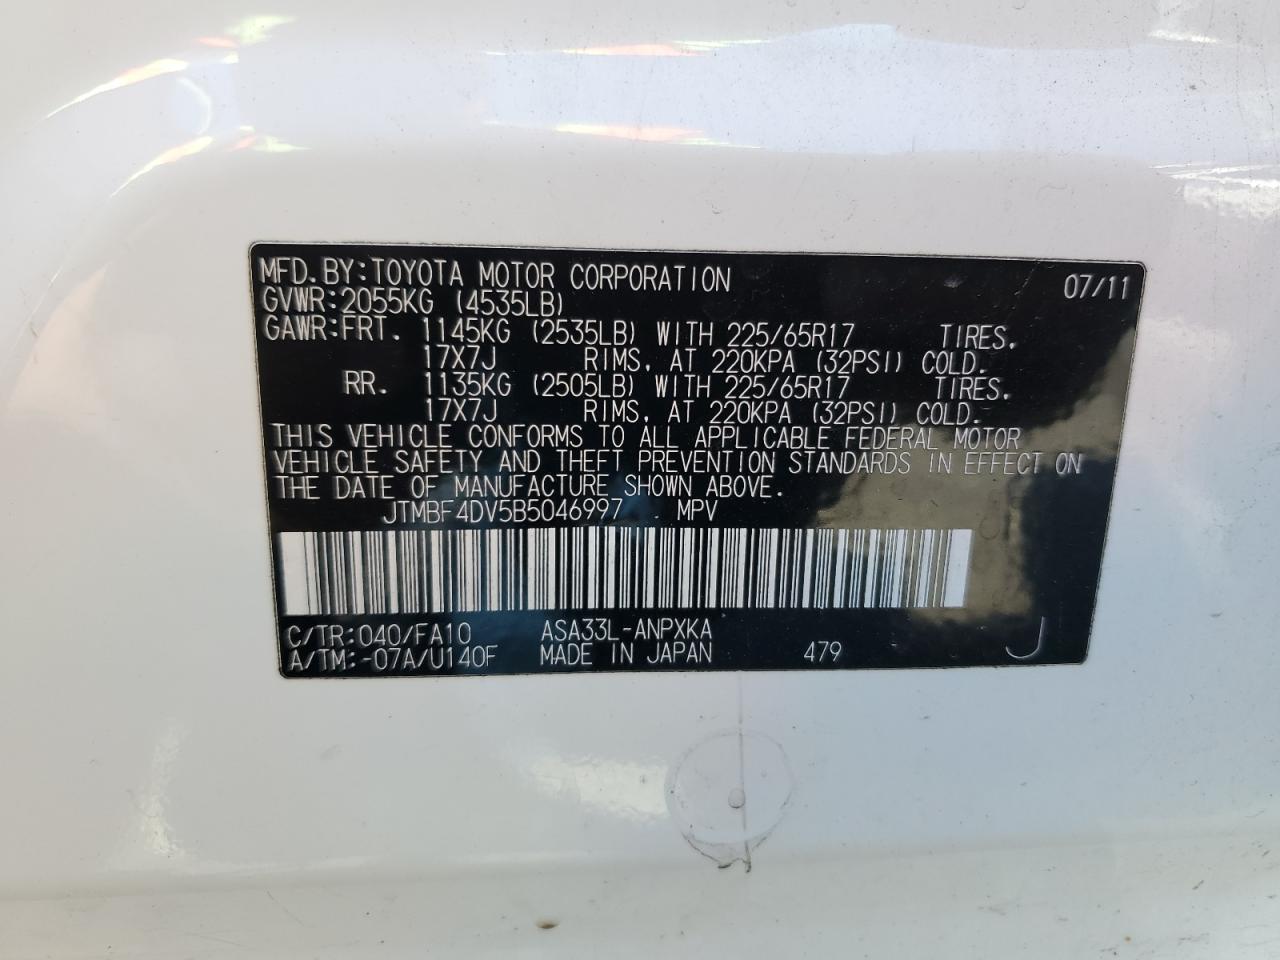 MFD. BY: TOYOTA MOTOR CORPORATION 07/11
GVWR: 2055KG (4535LB)
GAWR: FRT. 1145KG (2535LB) WITH 225/65R17 TIRES,
17X7J RIMS, AT 220KPA (32PSI) COLD.
RR. 1135KG (2505LB) WITH 225/65R17 TIRES,
17X7J RIMS, AT 220KPA (32PSI) COLD.
THIS VEHICLE CONFORMS TO ALL APPLICABLE FEDERAL MOTOR
VEHICLE SAFETY AND THEFT PREVENTION STANDARDS IN EFFECT ON
THE DATE OF MANUFACTURE SHOWN ABOVE.
JTMBF4DV5B5046997 MPV
C/TR: 040/FA10 ASA33L-ANPXKA
A/TM: -07A/U140F MADE IN JAPAN 479 J